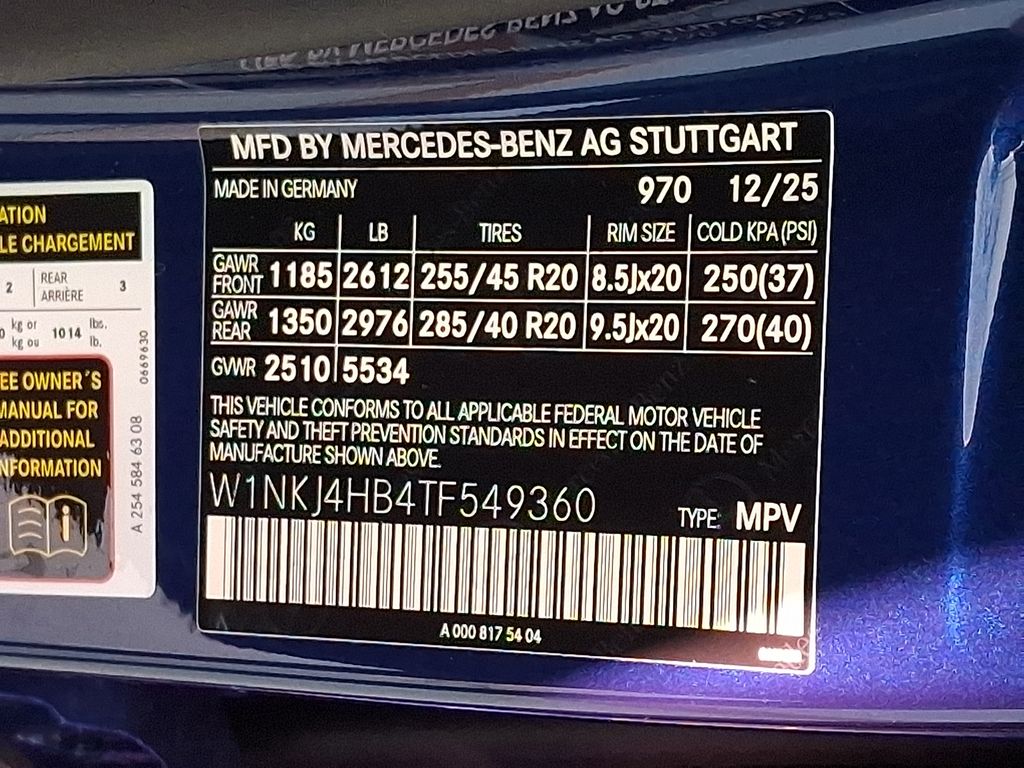 MFD BY MERCEDES-BENZ AG STUTTGART
MADE IN GERMANY 970 12/25
KG LB TIRES RIM SIZE COLD KPA (PSI)
GAWR FRONT 1185 2612 255/45 R20 8.5Jx20 250(37)
GAWR REAR 1350 2976 285/40 R20 9.5Jx20 270(40)
GVWR 2510 5534
THIS VEHICLE CONFORMS TO ALL APPLICABLE FEDERAL MOTOR VEHICLE
SAFETY AND THEFT PREVENTION STANDARDS IN EFFECT ON THE DATE OF
MANUFACTURE SHOWN ABOVE.
W1NKJ4HB4TF549360
TYPE: MPV
A 000 817 54 04
ATION
LE CHARGEMENT
2 REAR ARRIÈRE 3
0 kg or kg ou 1014 lbs. lb.
EE OWNER´S
MANUAL FOR
ADDITIONAL
NFORMATION
0669630
A 254 584 63 08